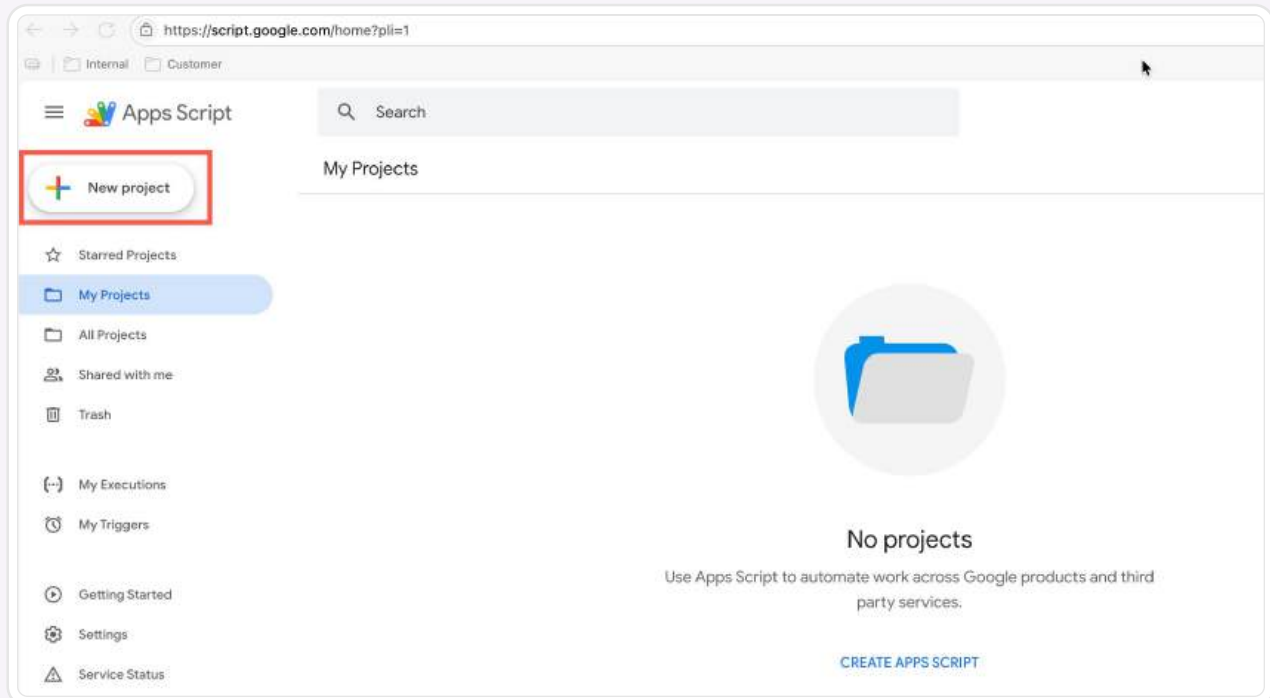 https://script.google.com/home?pli=1
Internal Customer
Apps Script
Search
New project
My Projects
Starred Projects
My Projects
All Projects
Shared with me
Trash
My Executions
My Triggers
Getting Started
Settings
Service Status
No projects
Use Apps Script to automate work across Google products and third
party services.
CREATE APPS SCRIPT